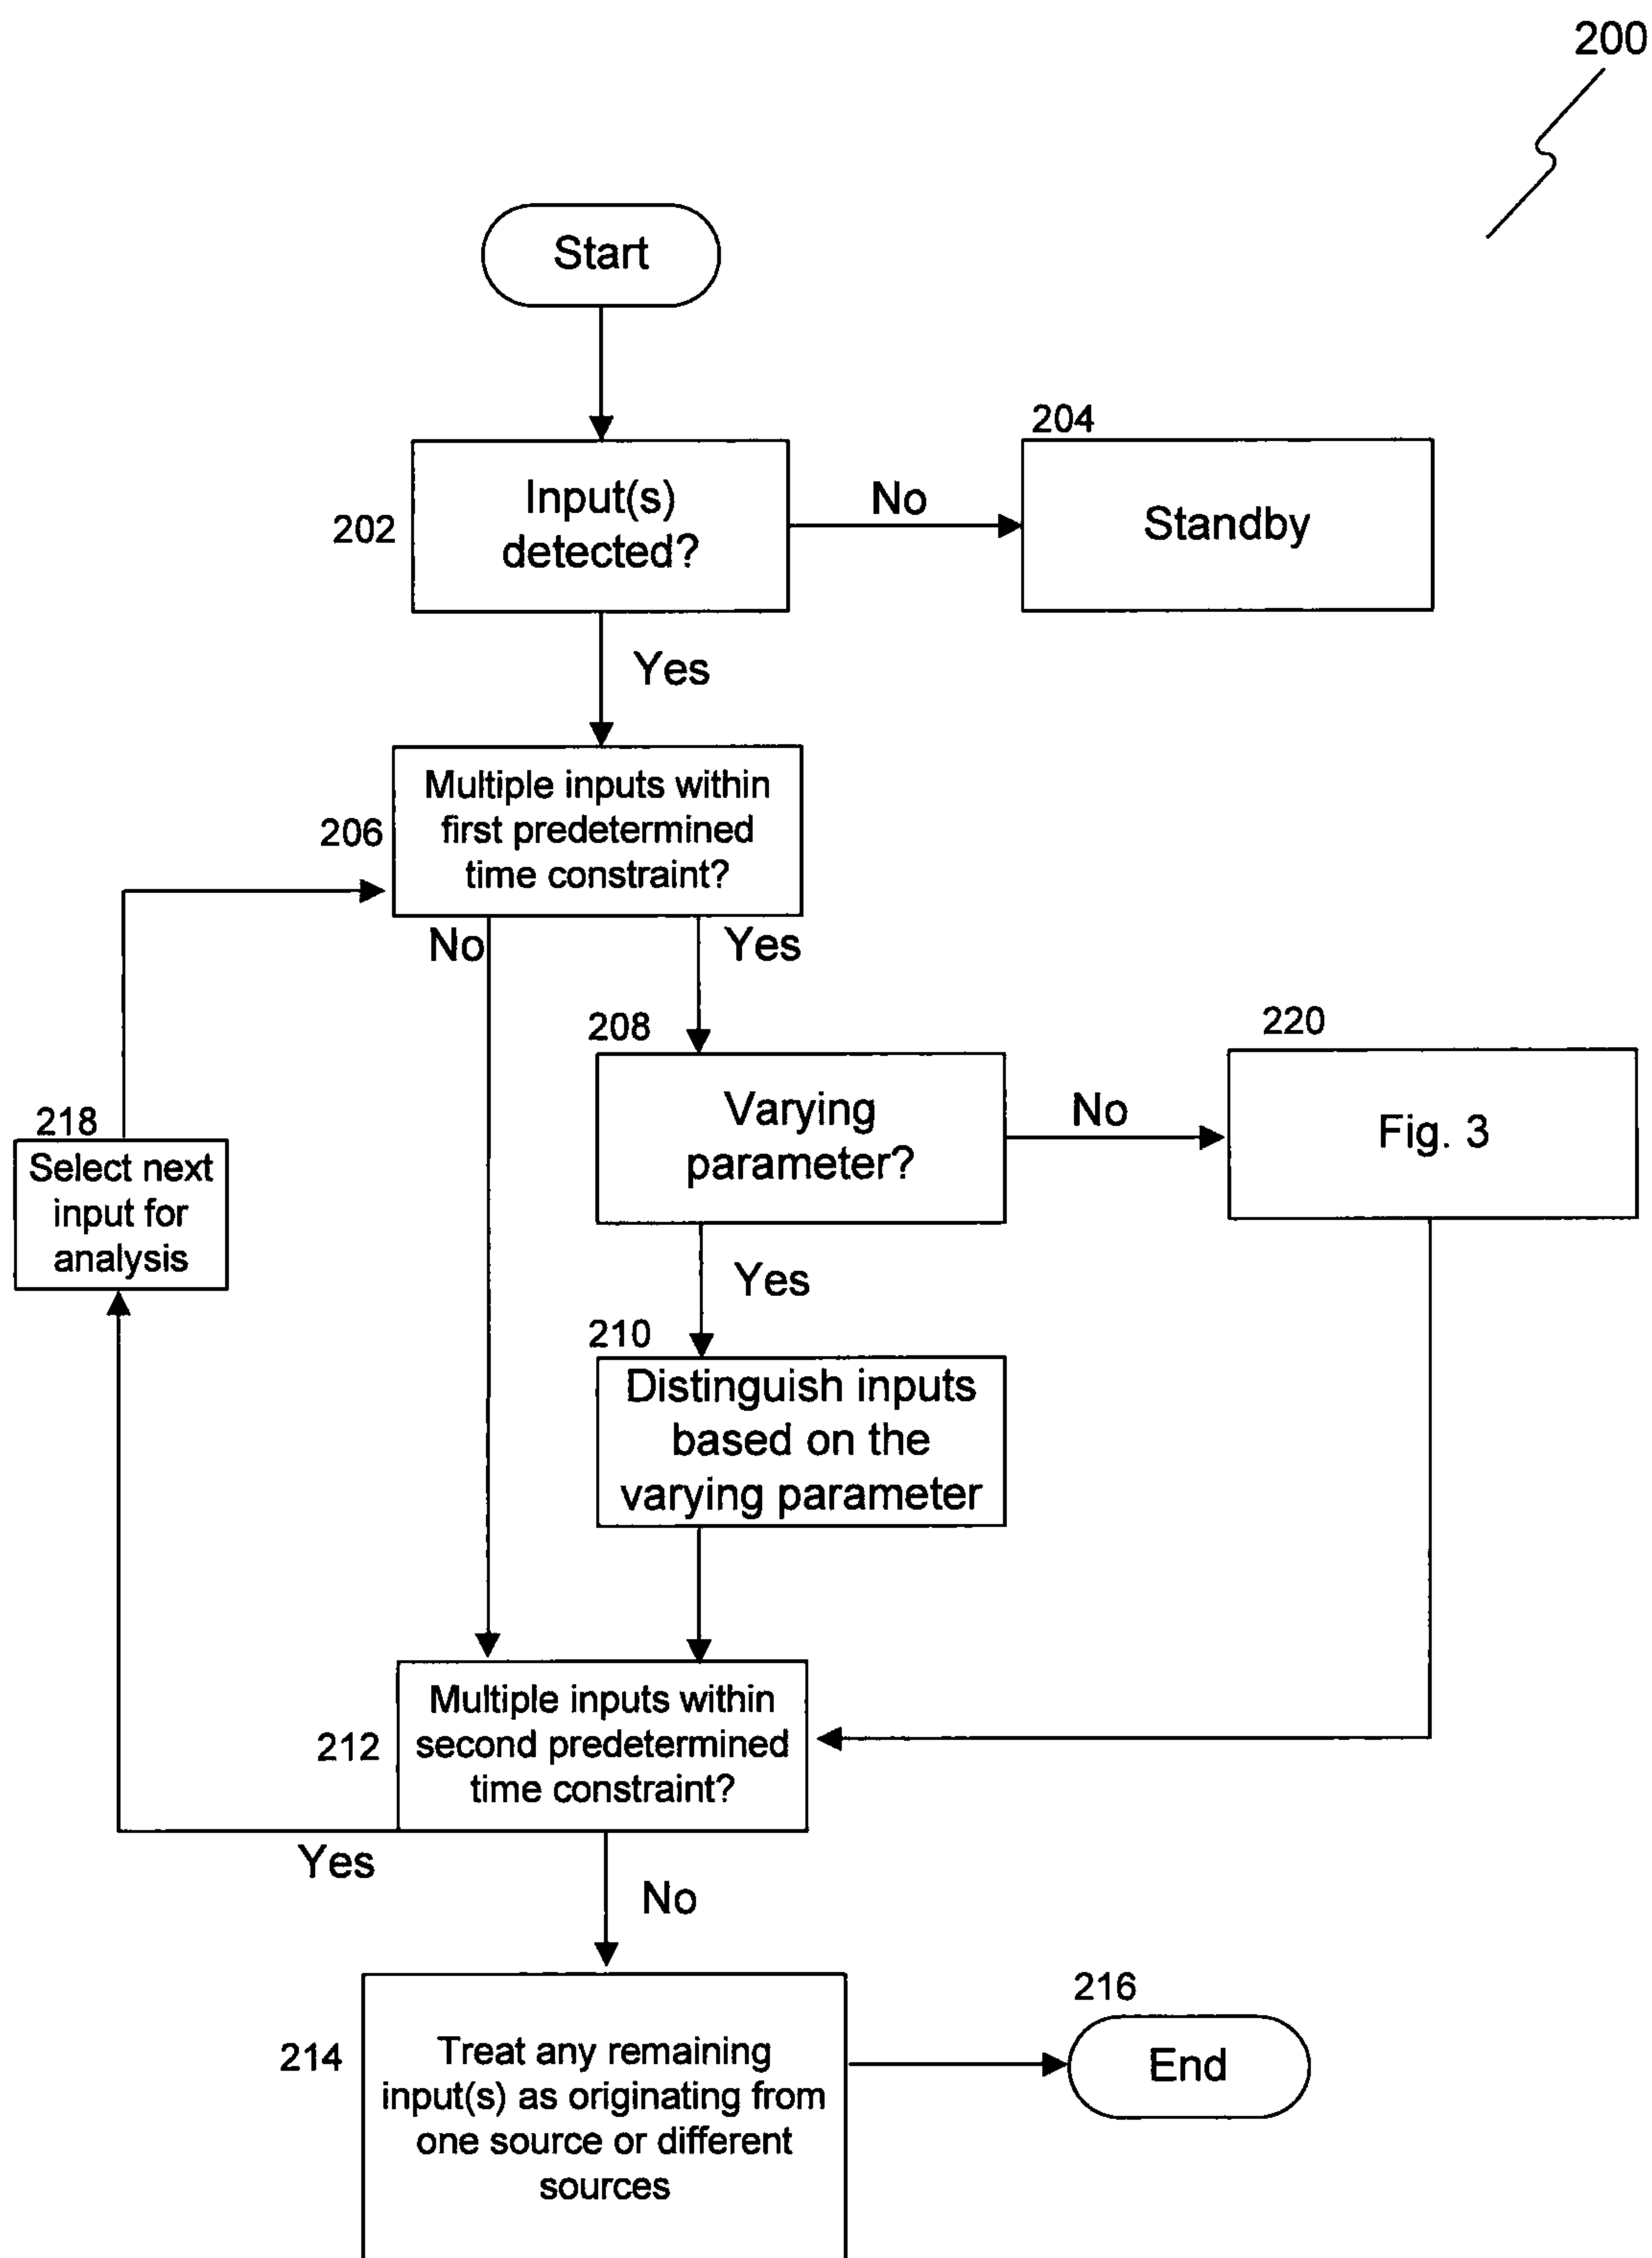 200
Start
204
Input(s)
detected?
No
Standby
202
Yes
Multiple inputs within
first predetermined
time constraint?
206
No
Yes
208
220
Varying
parameter?
No
Fig. 3
218
Select next
input for
analysis
Yes
210
Distinguish inputs
based on the
varying parameter
Multiple inputs within
second predetermined
time constraint?
212
Yes
No
216
214
Treat any remaining
input(s) as originating from
one source or different
sources
End